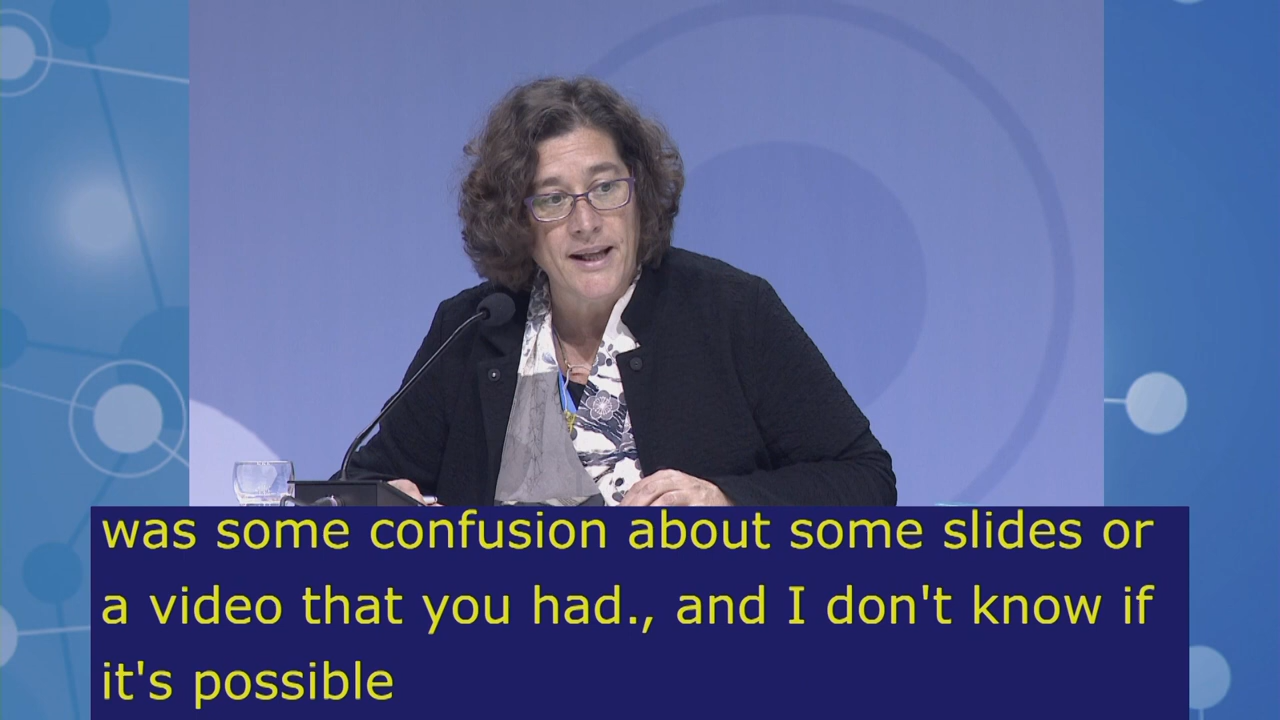 was some confusion about some slides or
a video that you had., and I don't know if
it's possible